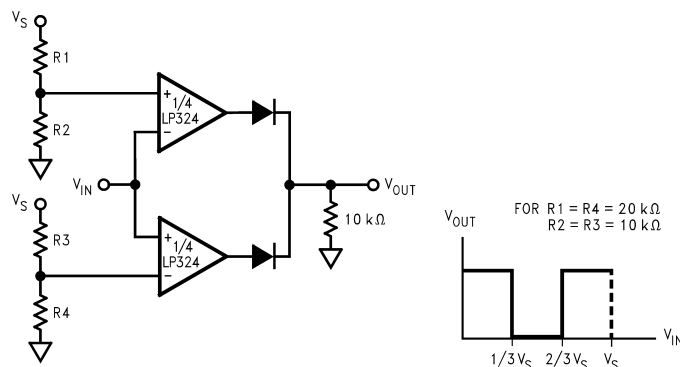 VS
R1
R2
+
1/4
LP324
−
VIN
VS
R3
R4
+
1/4
LP324
−
VOUT
10 kΩ
FOR R1 = R4 = 20 kΩ
R2 = R3 = 10 kΩ
VOUT
VIN
1/3 VS 2/3 VS VS